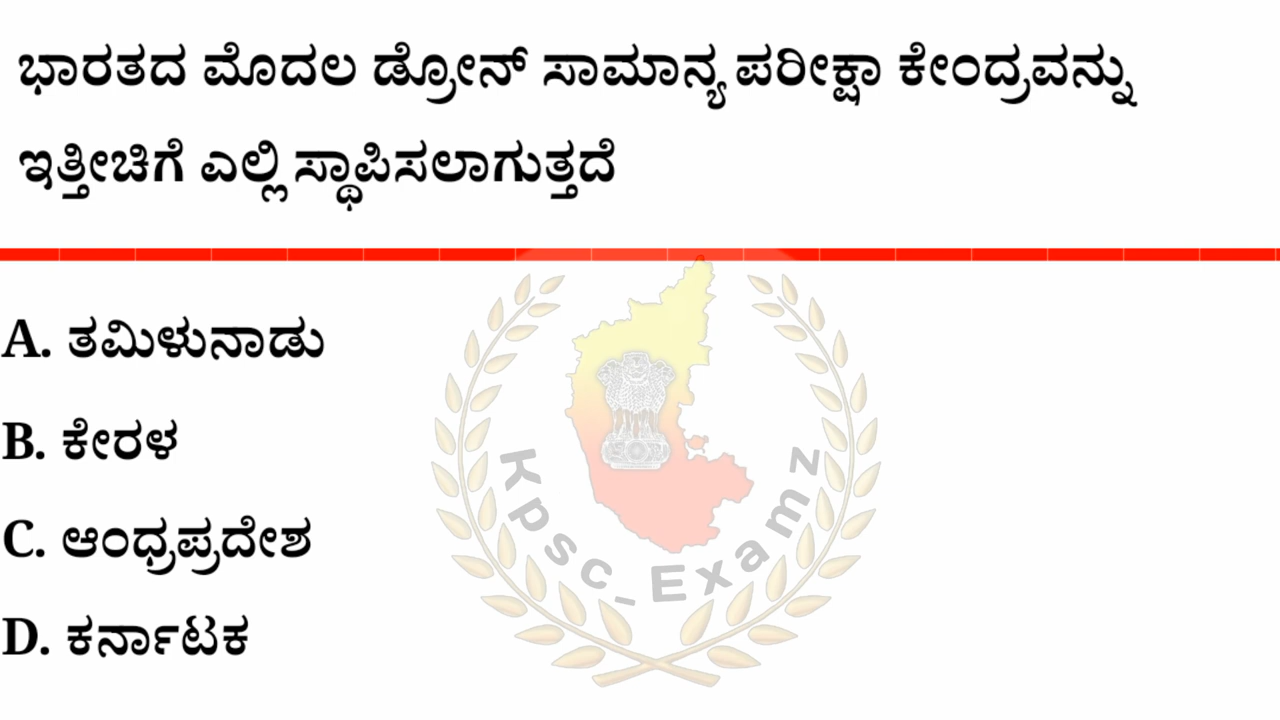 ಭಾರತದ ಮೊದಲ ಡ್ರೋನ್ ಸಾಮಾನ್ಯ ಪರೀಕ್ಷಾ ಕೇಂದ್ರವನ್ನು
ಇತ್ತೀಚಿಗೆ ಎಲ್ಲಿ ಸ್ಥಾಪಿಸಲಾಗುತ್ತದೆ
A. ತಮಿಳುನಾಡು
B. ಕೇರಳ
C. ಆಂಧ್ರಪ್ರದೇಶ
D. ಕರ್ನಾಟಕ
Kpsc_Examz